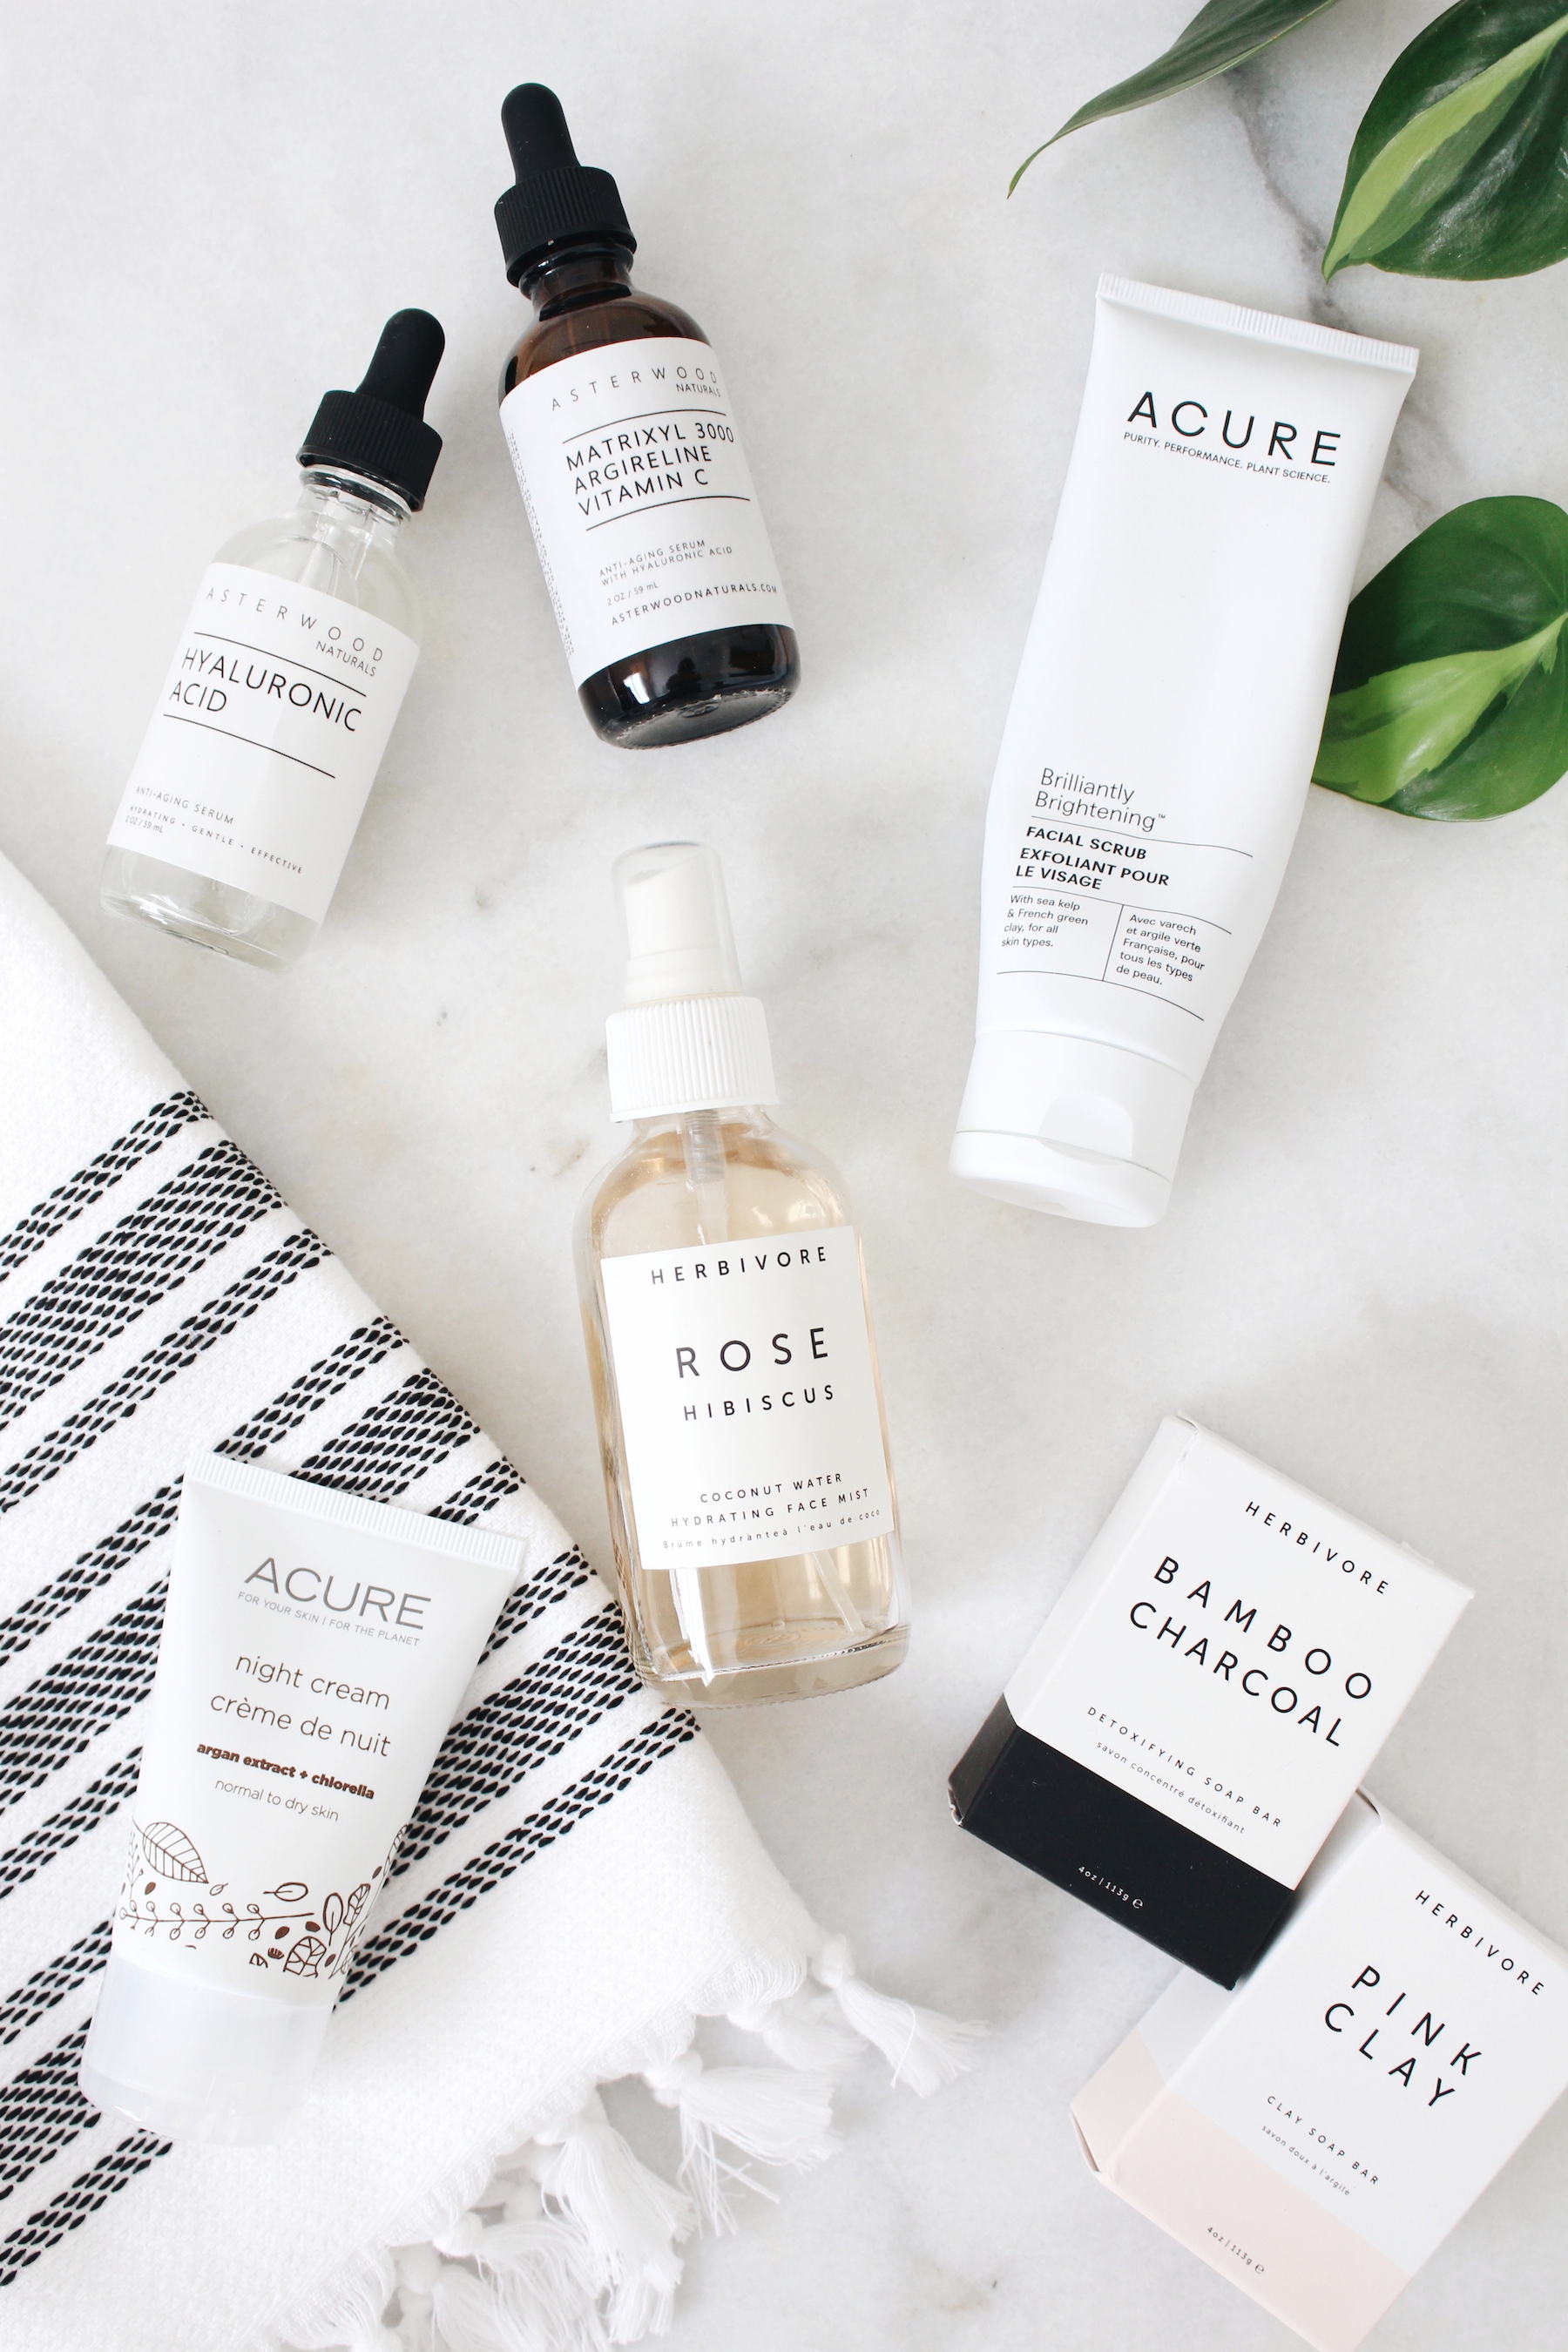 ASTERWOOD
NATURALS
MATRIXYL 3000
ARGIRELINE
VITAMIN C
ANTI-AGING SERUM
WITH HYALURONIC ACID
2 OZ / 59 mL
ASTERWOODNATURALS.COM
ASTERWOOD
NATURALS
HYALURONIC
ACID
ANTI-AGING SERUM
HYDRATING • GENTLE • EFFECTIVE
2 OZ / 59 mL
ACURE
PURITY. PERFORMANCE. PLANT SCIENCE.
Brilliantly
Brightening™
FACIAL SCRUB
EXFOLIANT POUR
LE VISAGE
With sea kelp
& French green
clay, for all
skin types.
Avec varech
et argile verte
Française, pour
tous les types
de peau.
HERBIVORE
ROSE
HIBISCUS
COCONUT WATER
HYDRATING FACE MIST
Brume hydranteà l'eau de coco
ACURE
FOR YOUR SKIN | FOR THE PLANET
night cream
crème de nuit
argan extract + chlorella
normal to dry skin
HERBIVORE
BAMBOO
CHARCOAL
DETOXIFYING SOAP BAR
savon concentré détoxifiant
4oz | 113g ℮
HERBIVORE
PINK
CLAY
CLAY SOAP BAR
savon doux à l'argile
4oz | 113g ℮